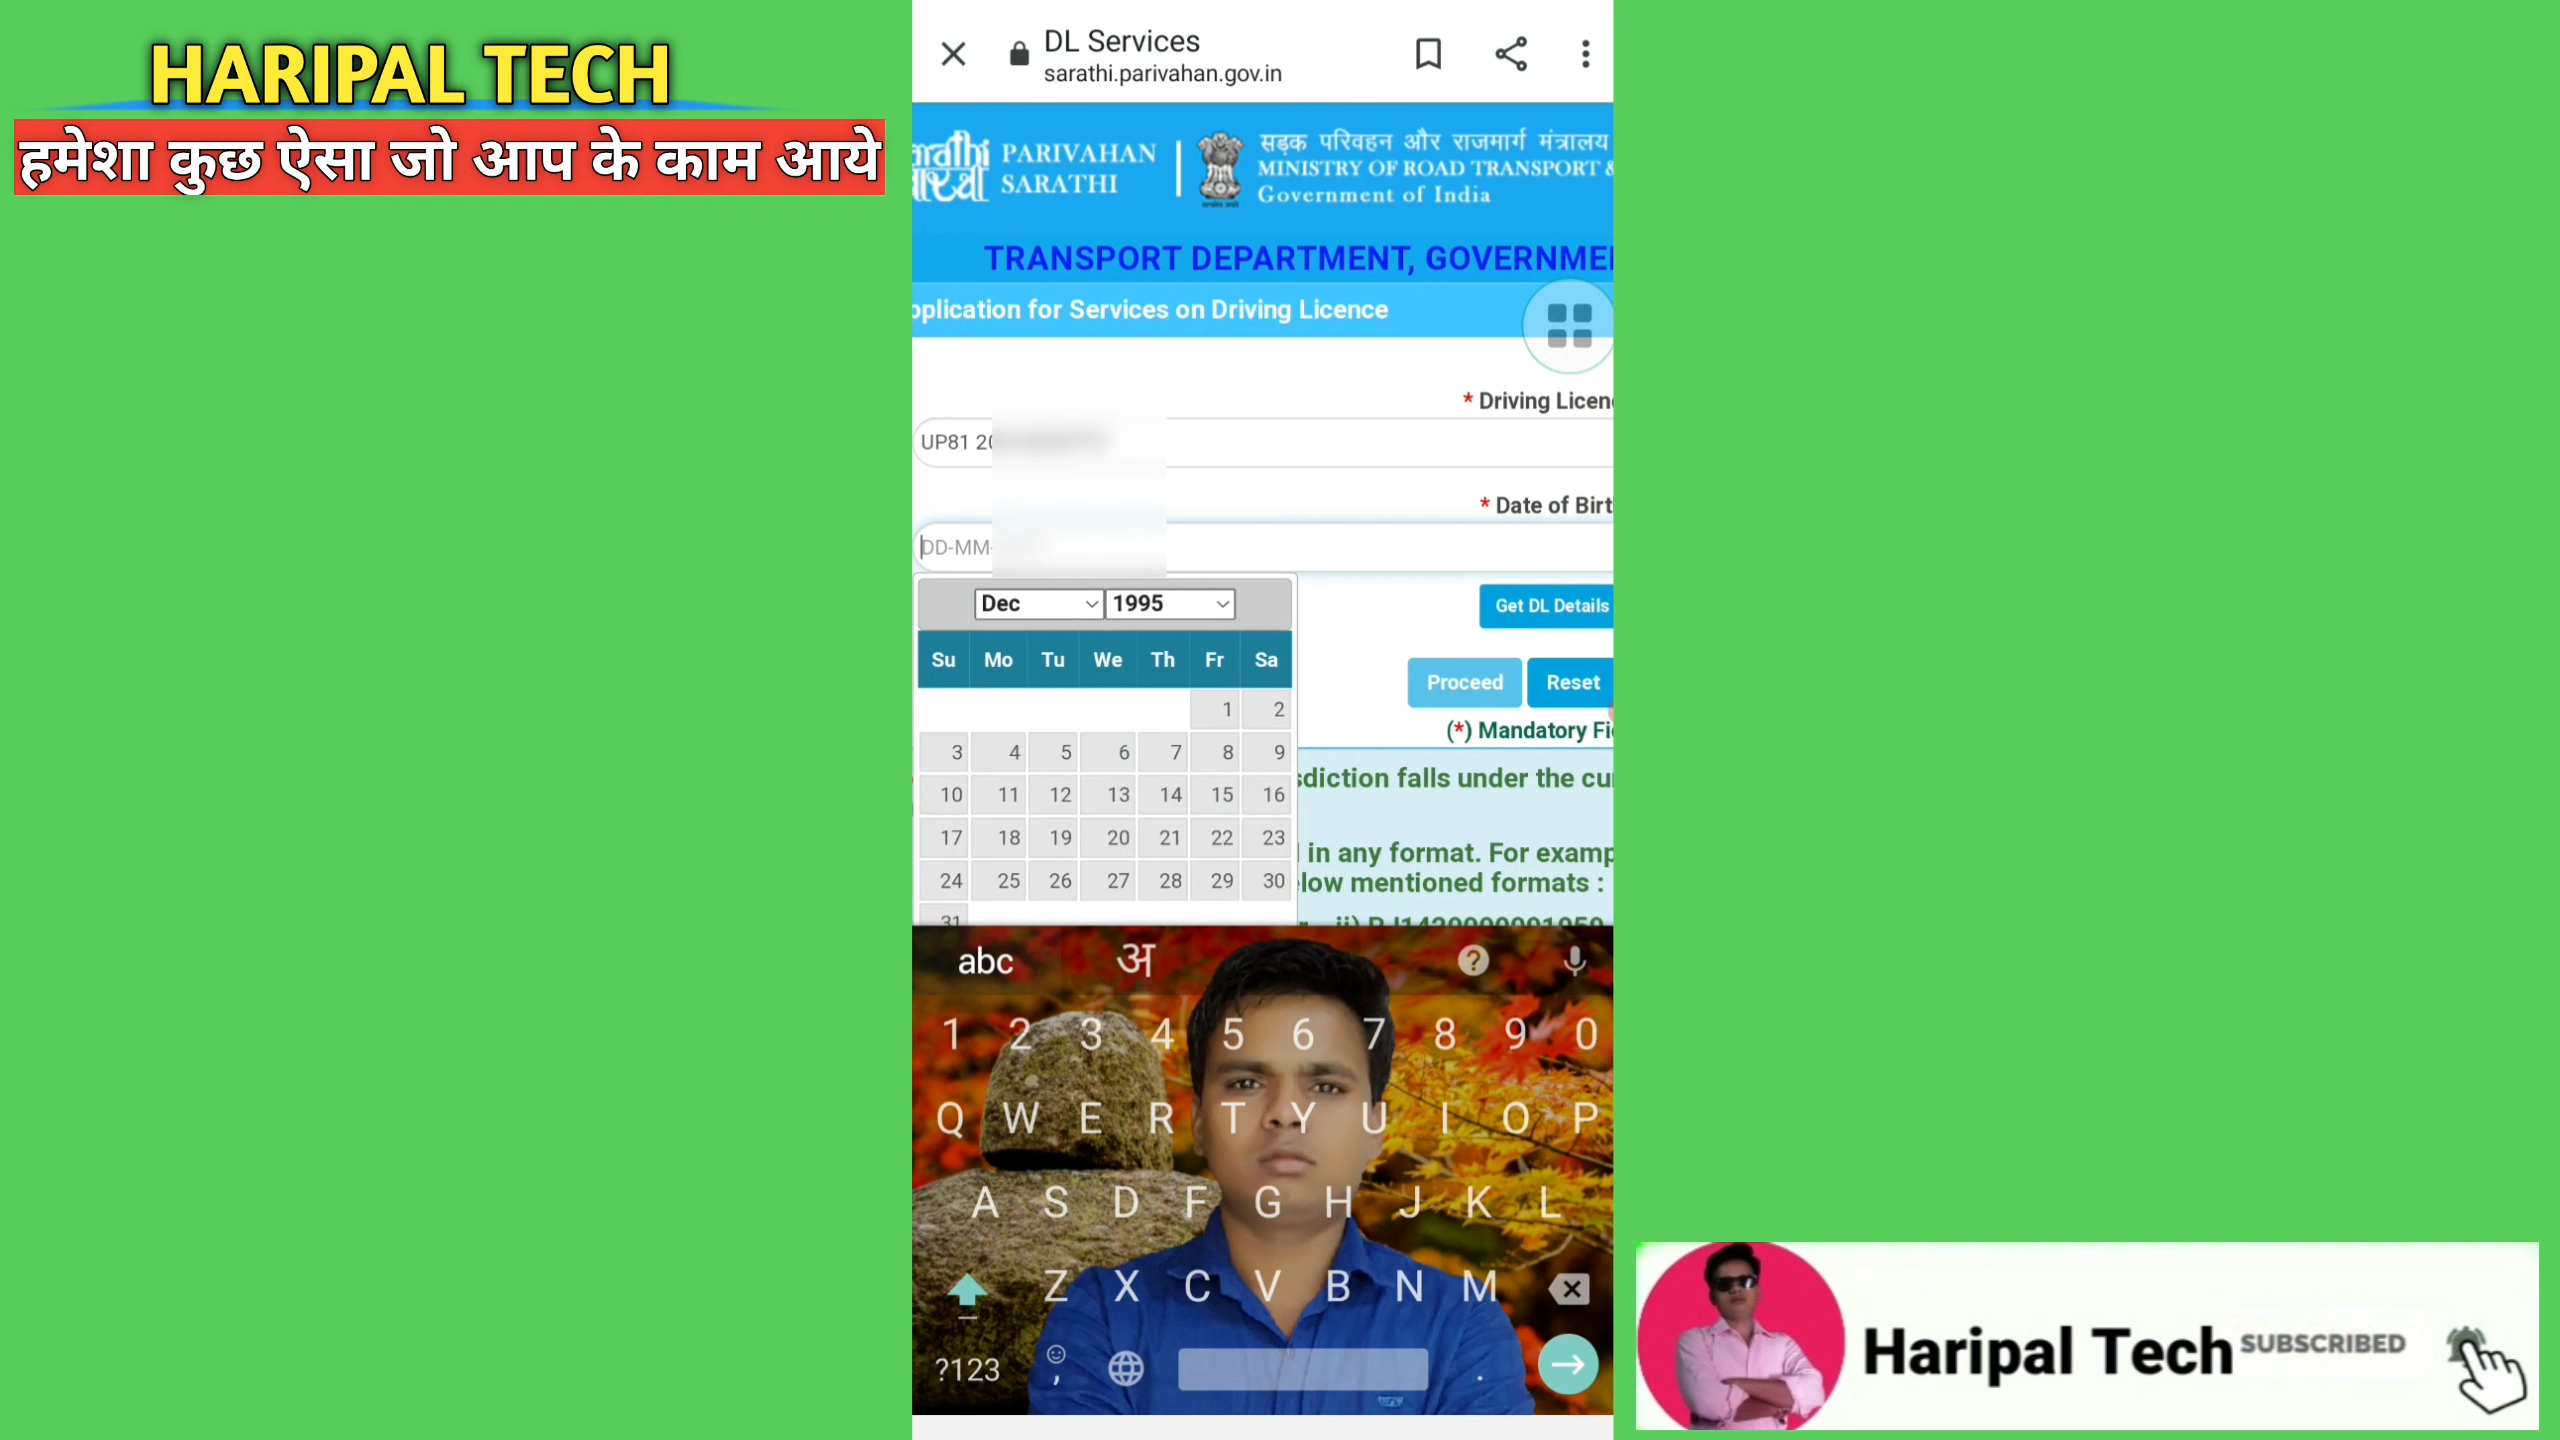 HARIPAL TECH
हमेशा कुछ ऐसा जो आप के काम आये
DL Services
sarathi.parivahan.gov.in
PARIVAHAN
SARATHI
सड़क परिवहन और राजमार्ग मंत्रालय
MINISTRY OF ROAD TRANSPORT &
Government of India
TRANSPORT DEPARTMENT, GOVERNME
pplication for Services on Driving Licence
* Driving Licen
UP81 20
* Date of Birt
DD-MM-
Dec 1995
Get DL Details
Su Mo Tu We Th Fr Sa
Proceed Reset
1 2
(*) Mandatory Fi
3 4 5 6 7 8 9
sdiction falls under the cu
10 11 12 13 14 15 16
17 18 19 20 21 22 23
in any format. For examp
24 25 26 27 28 29 30
low mentioned formats :
31
abc अ
1 2 3 4 5 6 7 8 9 0
Q W E R T Y U I O P
A S D F G H J K L
Z X C V B N M
?123 , .
Haripal Tech SUBSCRIBED